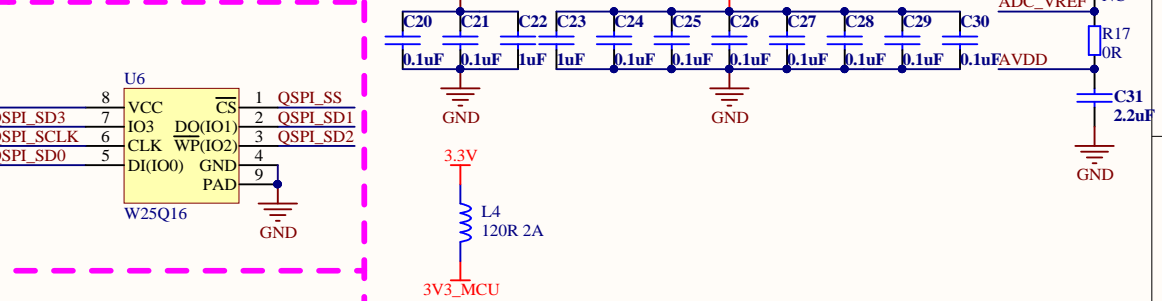 ADC_VREF
C20 C21 C22 C23 C24 C25 C26 C27 C28 C29 C30
0.1uF 0.1uF 1uF 1uF 0.1uF 0.1uF 0.1uF 0.1uF 0.1uF 0.1uF 0.1uF
R17
0R
AVDD
C31
2.2uF
GND
GND
GND
U6
8 VCC CS 1 QSPI_SS
SPI_SD3 7 IO3 DO(IO1) 2 QSPI_SD1
SPI_SCLK 6 CLK WP(IO2) 3 QSPI_SD2
SPI_SD0 5 DI(IO0) GND 4
PAD 9
W25Q16
GND
3.3V
L4
120R 2A
3V3_MCU